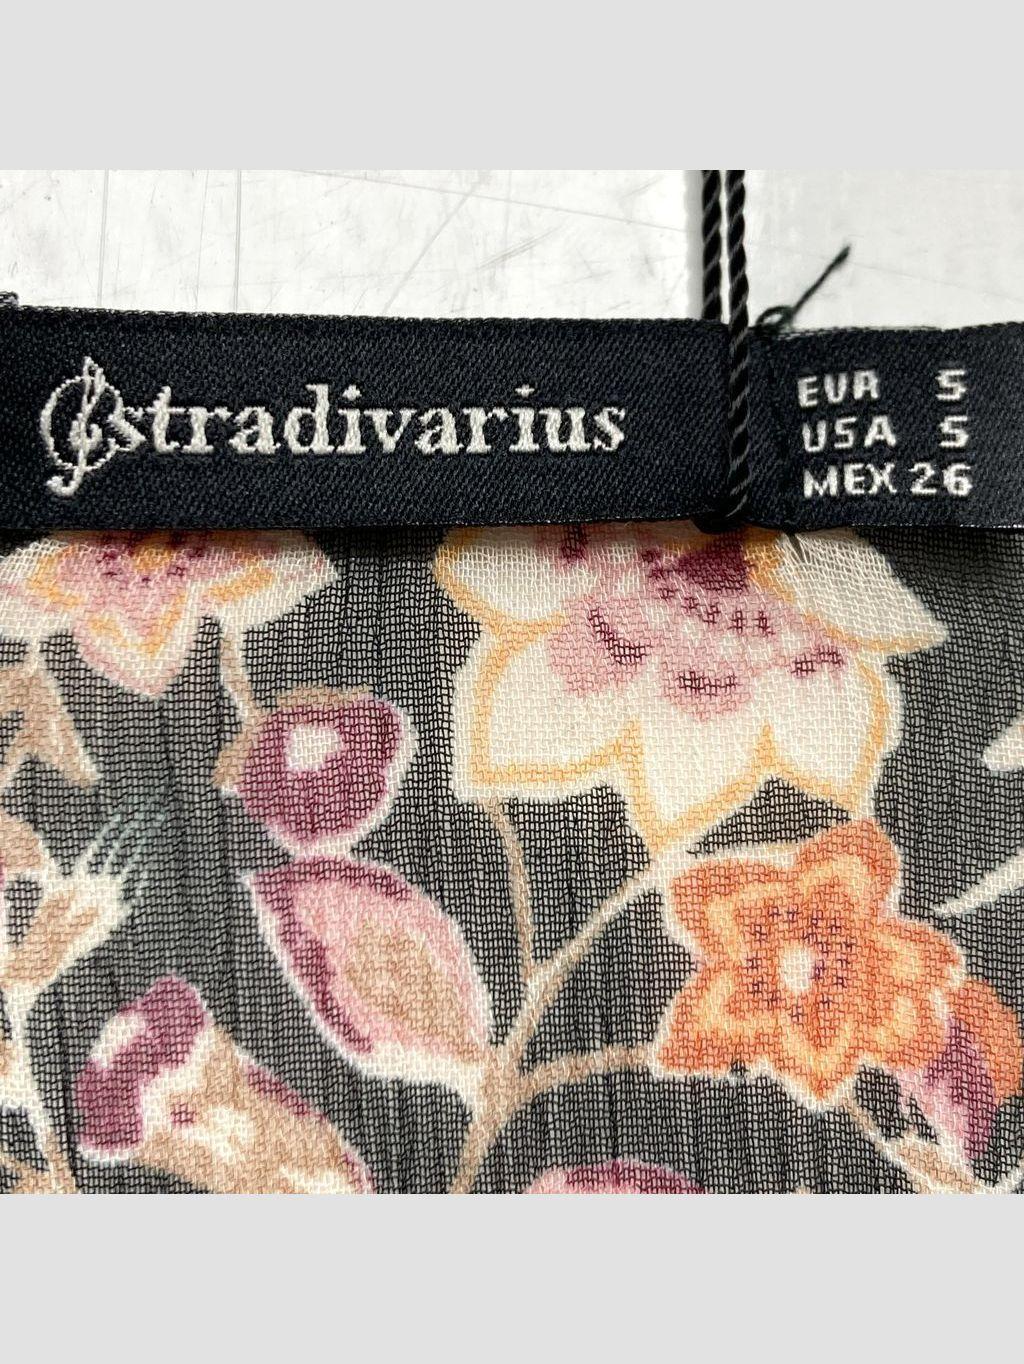 stradivarius
EUR S
USA S
MEX 26